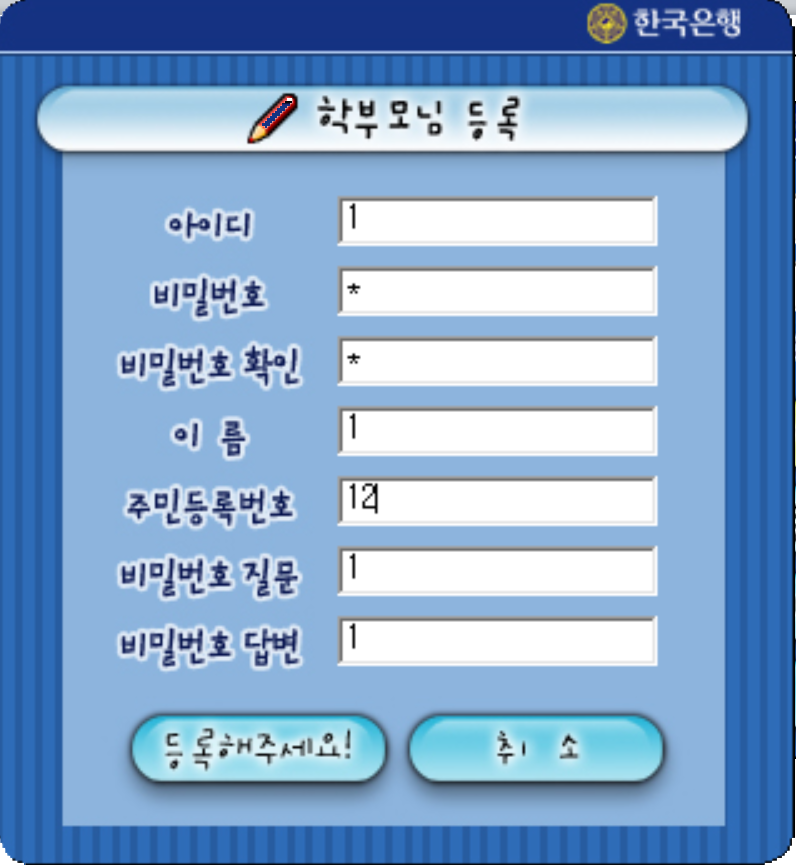 한국은행
학부모님 등록
아이디 1
비밀번호 *
비밀번호 확인 *
이 름 1
주민등록번호 12
비밀번호 질문 1
비밀번호 답변 1
등록해주세요! 취 소